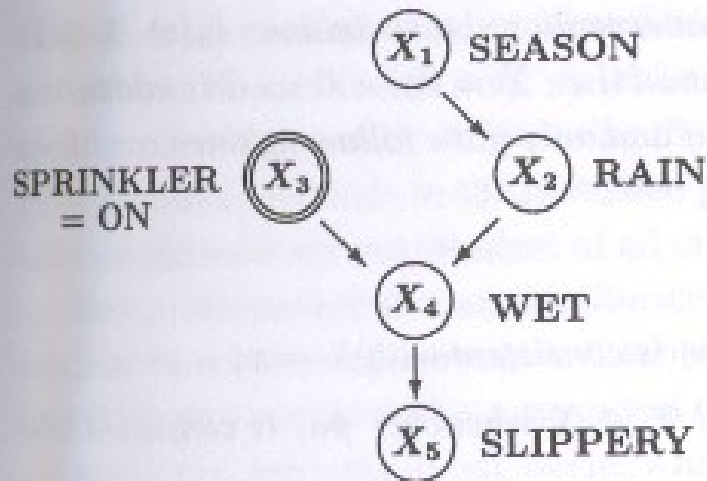 X₁ SEASON
SPRINKLER X₃ X₂ RAIN
= ON
X₄ WET
X₅ SLIPPERY